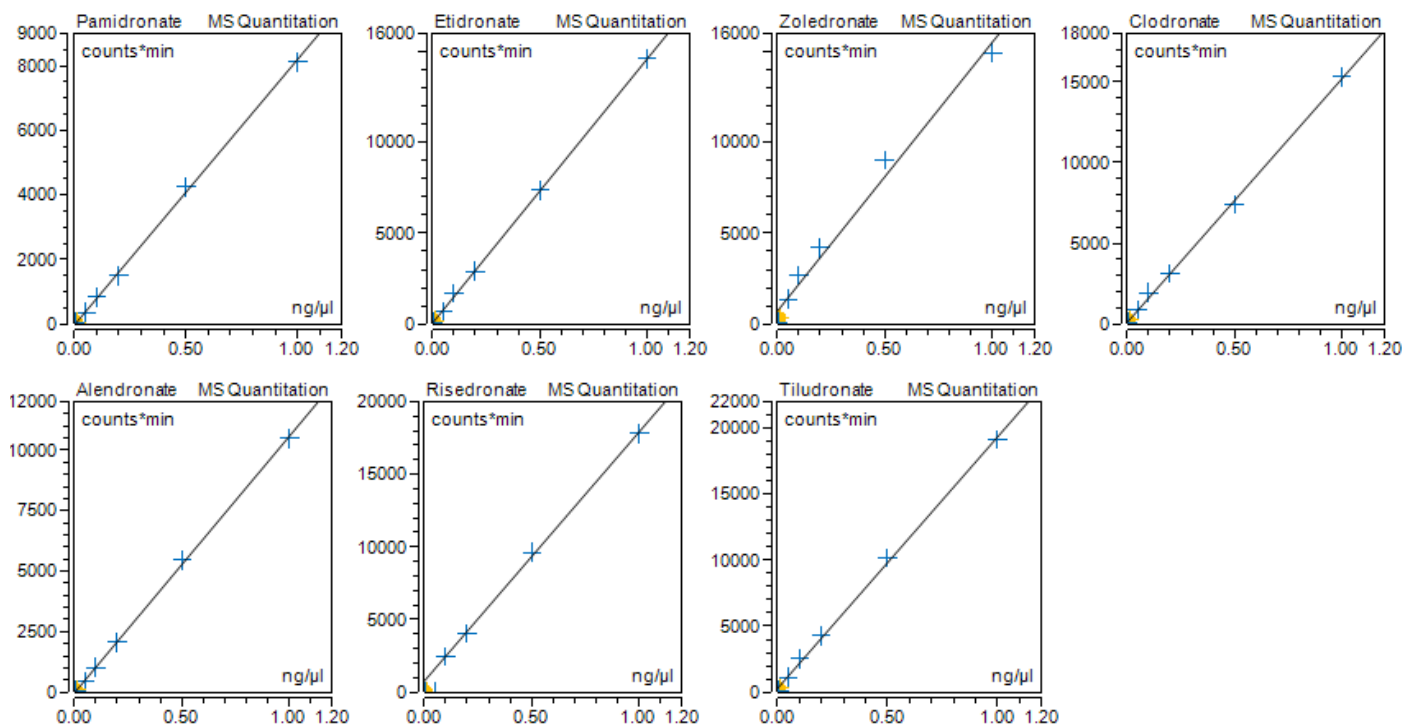 Pamidronate MS Quantitation
9000
counts*min
8000
6000
4000
2000
0
ng/µl
0.00 0.50 1.00 1.20
Etidronate MS Quantitation
16000
counts*min
10000
5000
0
ng/µl
0.00 0.50 1.00 1.20
Zoledronate MS Quantitation
16000
counts*min
10000
5000
0
ng/µl
0.00 0.50 1.00 1.20
Clodronate MS Quantitation
18000
counts*min
15000
10000
5000
0
ng/µl
0.00 0.50 1.00 1.20
Alendronate MS Quantitation
12000
counts*min
10000
7500
5000
2500
0
ng/µl
0.00 0.50 1.00 1.20
Risedronate MS Quantitation
20000
counts*min
15000
10000
5000
0
ng/µl
0.00 0.50 1.00 1.20
Tiludronate MS Quantitation
22000
counts*min
20000
15000
10000
5000
0
ng/µl
0.00 0.50 1.00 1.20